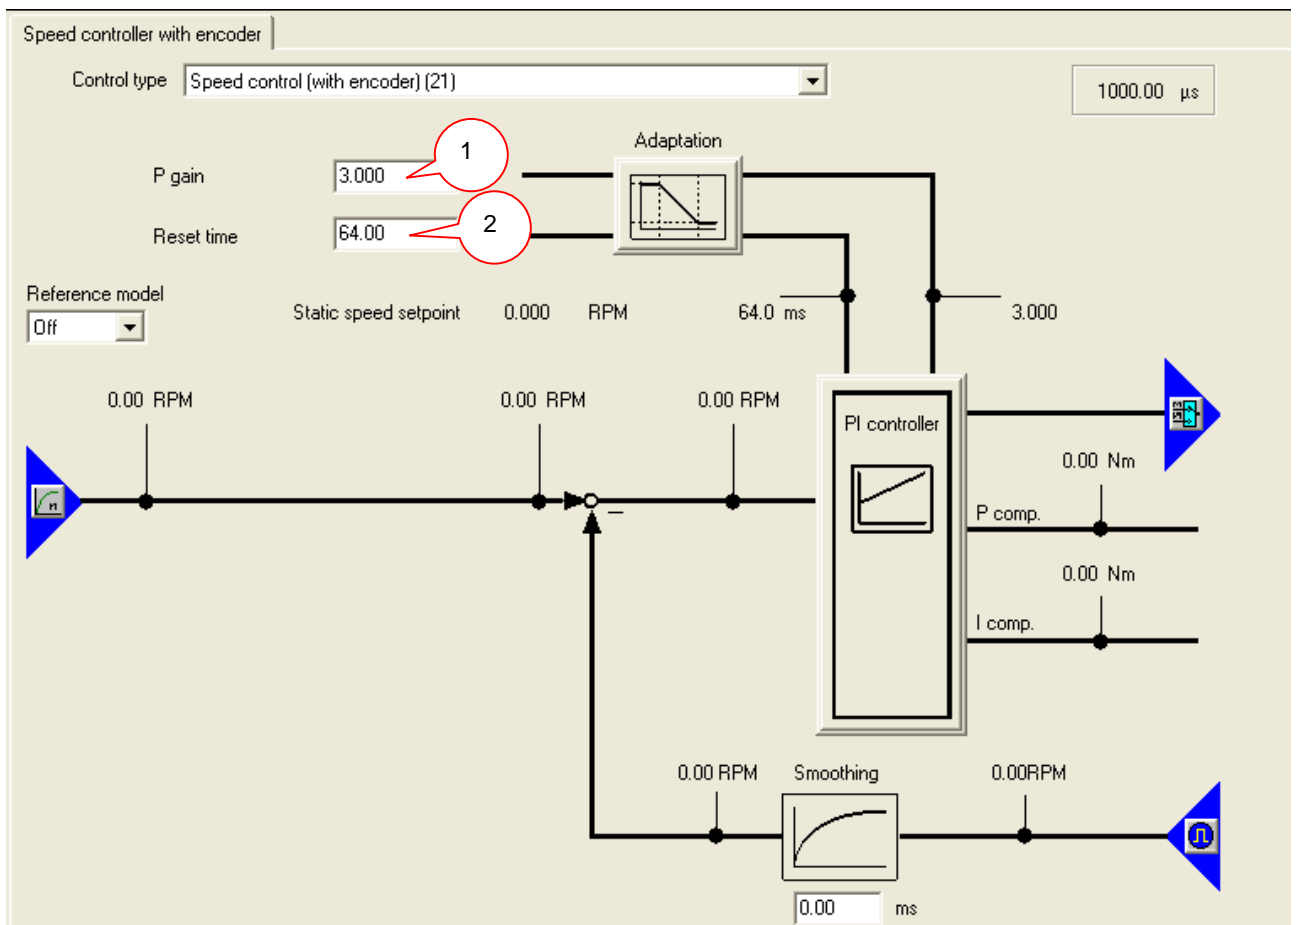 Speed controller with encoder
Control type Speed control (with encoder) (21)
1000.00 µs
Adaptation
P gain 3.000 1
Reset time 64.00 2
Reference model
Off
Static speed setpoint 0.000 RPM 64.0 ms 3.000
0.00 RPM 0.00 RPM 0.00 RPM
PI controller
0.00 Nm
P comp.
0.00 Nm
I comp.
0.00 RPM Smoothing 0.00RPM
0.00 ms